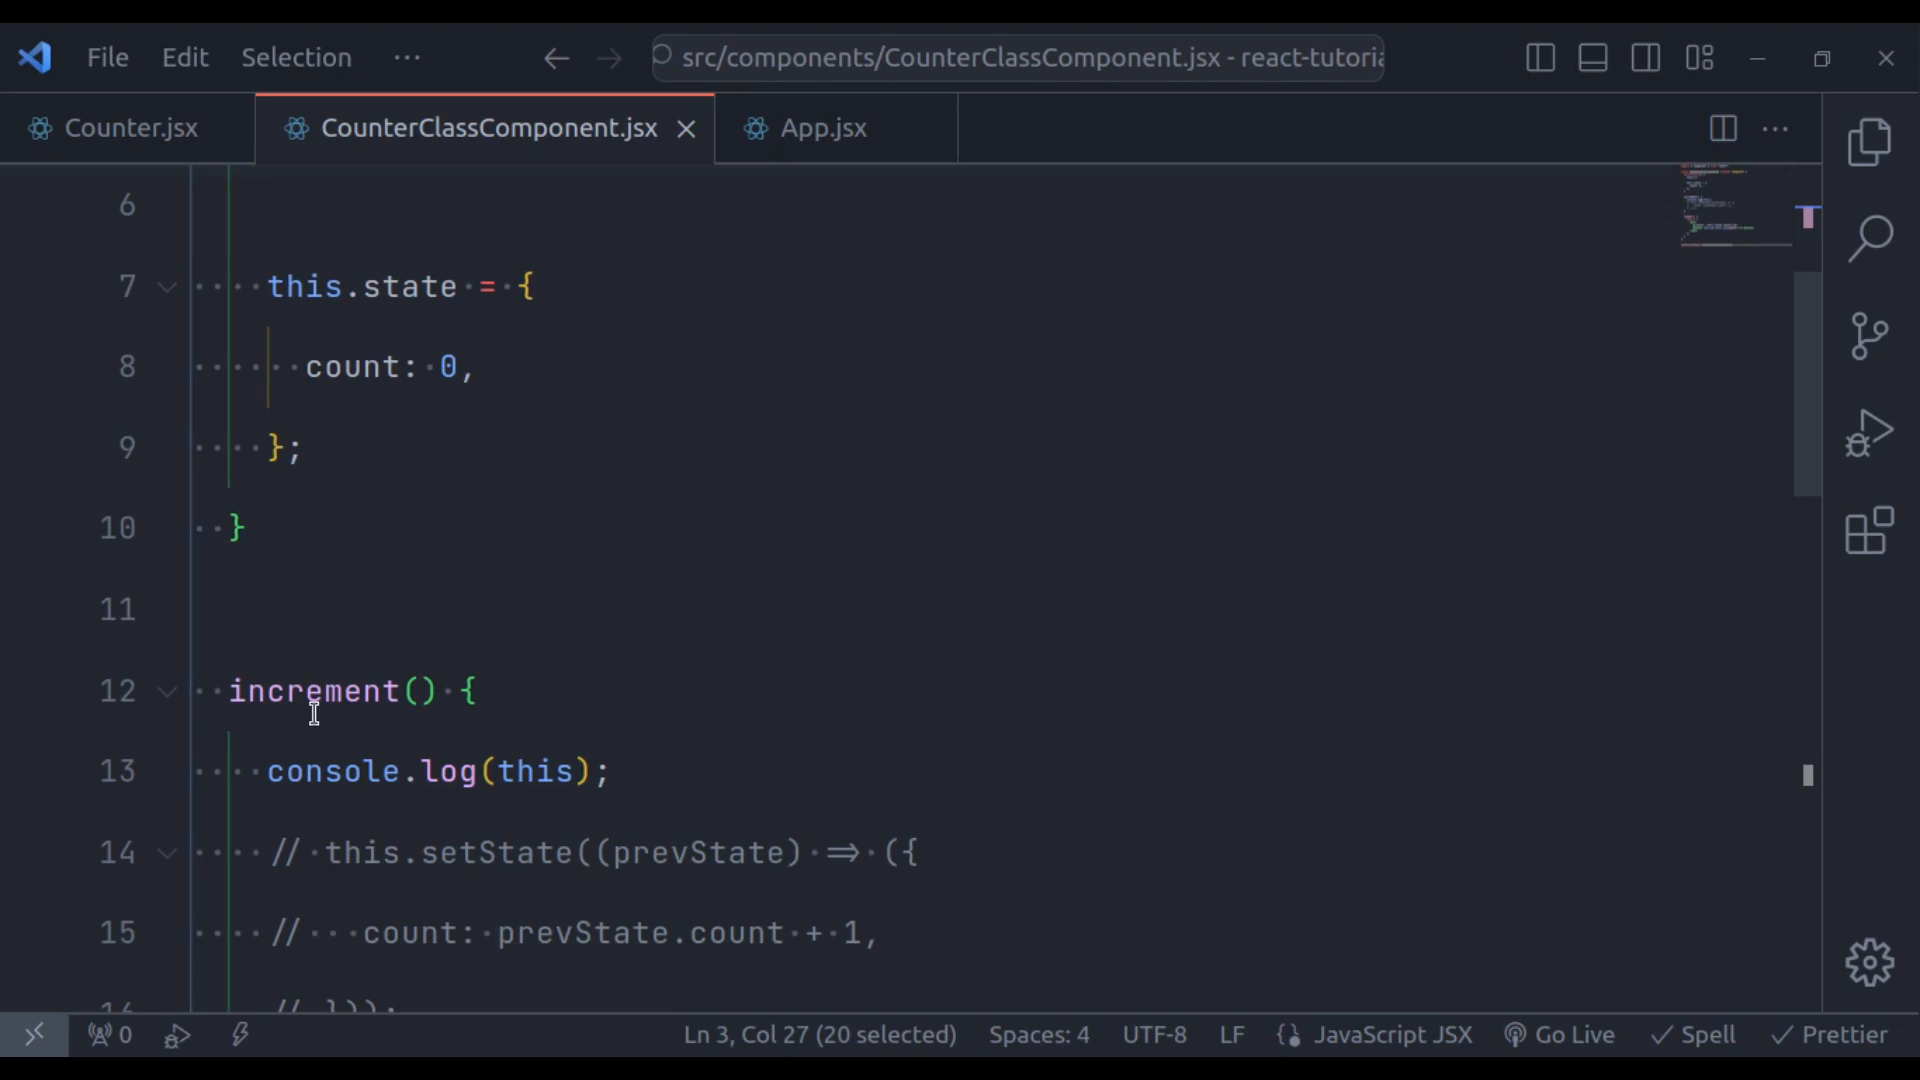 File Edit Selection ··· src/components/CounterClassComponent.jsx - react-tutoria
Counter.jsx CounterClassComponent.jsx App.jsx
6
7 this.state = {
8 count: 0,
9 };
10 }
11
12 increment() {
13 console.log(this);
14 // this.setState((prevState) => ({
15 // count: prevState.count + 1,
16 // }));
0 Ln 3, Col 27 (20 selected) Spaces: 4 UTF-8 LF JavaScript JSX Go Live Spell Prettier